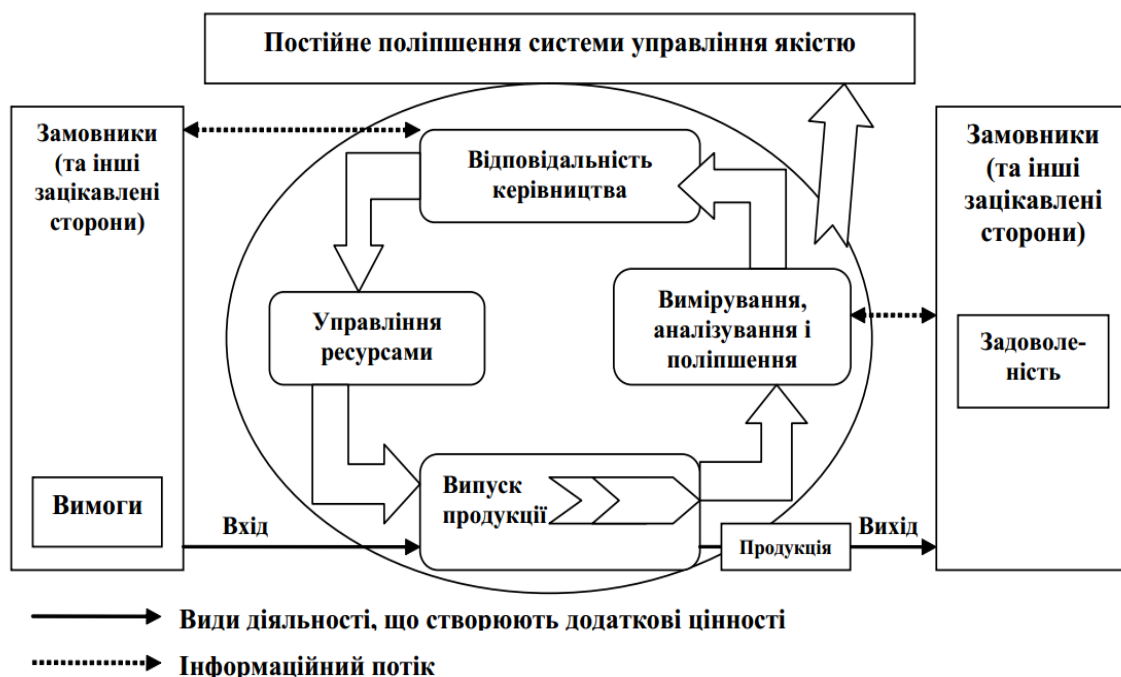 Постійне поліпшення системи управління якістю
Замовники
(та інші
зацікавлені
сторони)
Вимоги
Відповідальність
керівництва
Управління
ресурсами
Вимірування,
аналізування і
поліпшення
Випуск
продукції
Вхід
Продукція
Вихід
Замовники
(та інші
зацікавлені
сторони)
Задоволе-
ність
Види діяльності, що створюють додаткові цінності
Інформаційний потік